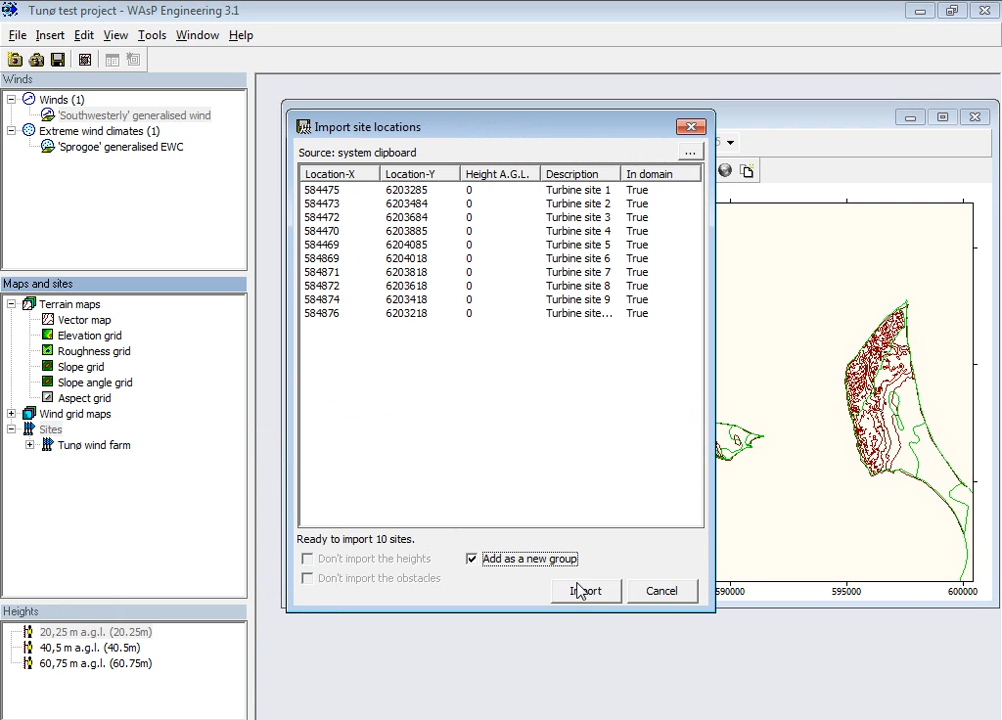 Tunø test project - WAsP Engineering 3.1
File Insert Edit View Tools Window Help
Winds
Winds (1)
'Southwesterly' generalised wind
Extreme wind climates (1)
'Sprogoe' generalised EWC
Maps and sites
Terrain maps
Vector map
Elevation grid
Roughness grid
Slope grid
Slope angle grid
Aspect grid
Wind grid maps
Sites
Tunø wind farm
Heights
20,25 m a.g.l. (20.25m)
40,5 m a.g.l. (40.5m)
60,75 m a.g.l. (60.75m)
Import site locations
Source: system clipboard
...
Location-X Location-Y Height A.G.L. Description In domain
584475 6203285 0 Turbine site 1 True
584473 6203484 0 Turbine site 2 True
584472 6203684 0 Turbine site 3 True
584470 6203885 0 Turbine site 4 True
584469 6204085 0 Turbine site 5 True
584869 6204018 0 Turbine site 6 True
584871 6203818 0 Turbine site 7 True
584872 6203618 0 Turbine site 8 True
584874 6203418 0 Turbine site 9 True
584876 6203218 0 Turbine site... True
Ready to import 10 sites.
Don't import the heights
Add as a new group
Don't import the obstacles
Import Cancel
5
590000 595000 600000